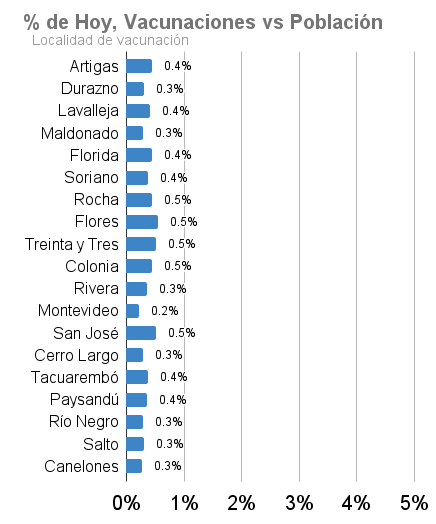 % de Hoy, Vacunaciones vs Población
Localidad de vacunación
Artigas 0.4%
Durazno 0.3%
Lavalleja 0.4%
Maldonado 0.3%
Florida 0.4%
Soriano 0.4%
Rocha 0.5%
Flores 0.5%
Treinta y Tres 0.5%
Colonia 0.5%
Rivera 0.3%
Montevideo 0.2%
San José 0.5%
Cerro Largo 0.3%
Tacuarembó 0.4%
Paysandú 0.4%
Río Negro 0.3%
Salto 0.3%
Canelones 0.3%
0% 1% 2% 3% 4% 5%